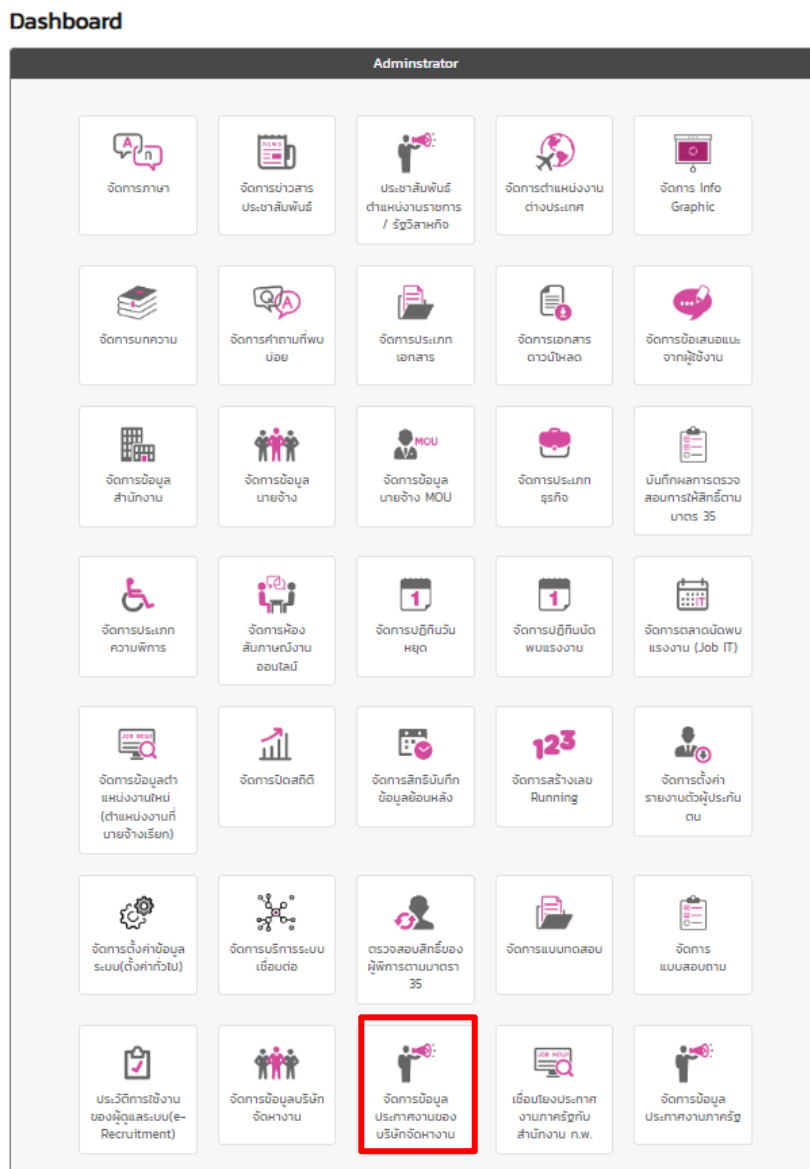 Dashboard
Adminstrator
จัดการภาษา
จัดการข่าวสาร
ประชาสัมพันธ์
ประชาสัมพันธ์
ตำแหน่งงานราชการ
/ รัฐวิสาหกิจ
จัดการตำแหน่งงาน
ต่างประเทศ
จัดการ Info
Graphic
จัดการบทความ
จัดการคำถามที่พบ
บ่อย
จัดการประเภท
เอกสาร
จัดการเอกสาร
ดาวน์โหลด
จัดการข้อเสนอแนะ
จากผู้ใช้งาน
จัดการข้อมูล
สำนักงาน
จัดการข้อมูล
นายจ้าง
MOU
จัดการข้อมูล
นายจ้าง MOU
จัดการประเภท
ธุรกิจ
บันทึกผลการตรวจ
สอบการให้สิทธิ์ตาม
มาตร 35
จัดการประเภท
ความพิการ
จัดการห้อง
สัมภาษณ์งาน
ออนไลน์
1
จัดการปฏิทินวัน
หยุด
1
จัดการปฏิทินนัด
พบแรงงาน
IT
จัดการตลาดนัดพบ
แรงงาน (Job IT)
JOB NEWS
จัดการข้อมูลตำ
แหน่งงานใหม่
(ตำแหน่งงานที่
นายจ้างเรียก)
จัดการปิดสถิติ
จัดการสิทธิบันทึก
ข้อมูลย้อนหลัง
123
จัดการสร้างเลข
Running
จัดการตั้งค่า
รายงานตัวผู้ประกัน
ตน
จัดการตั้งค่าข้อมูล
ระบบ(ตั้งค่าทั่วไป)
จัดการบริการระบบ
เชื่อมต่อ
ตรวจสอบสิทธิ์ของ
ผู้พิการตามมาตรา
35
จัดการแบบทดสอบ
จัดการ
แบบสอบถาม
ประวัติการใช้งาน
ของผู้ดูแลระบบ(e-
Recruitment)
จัดการข้อมูลบริษัท
จัดหางาน
จัดการข้อมูล
ประกาศงานของ
บริษัทจัดหางาน
JOB NEWS
เชื่อมโยงประกาศ
งานภาครัฐกับ
สำนักงาน ก.พ.
จัดการข้อมูล
ประกาศงานภาครัฐ